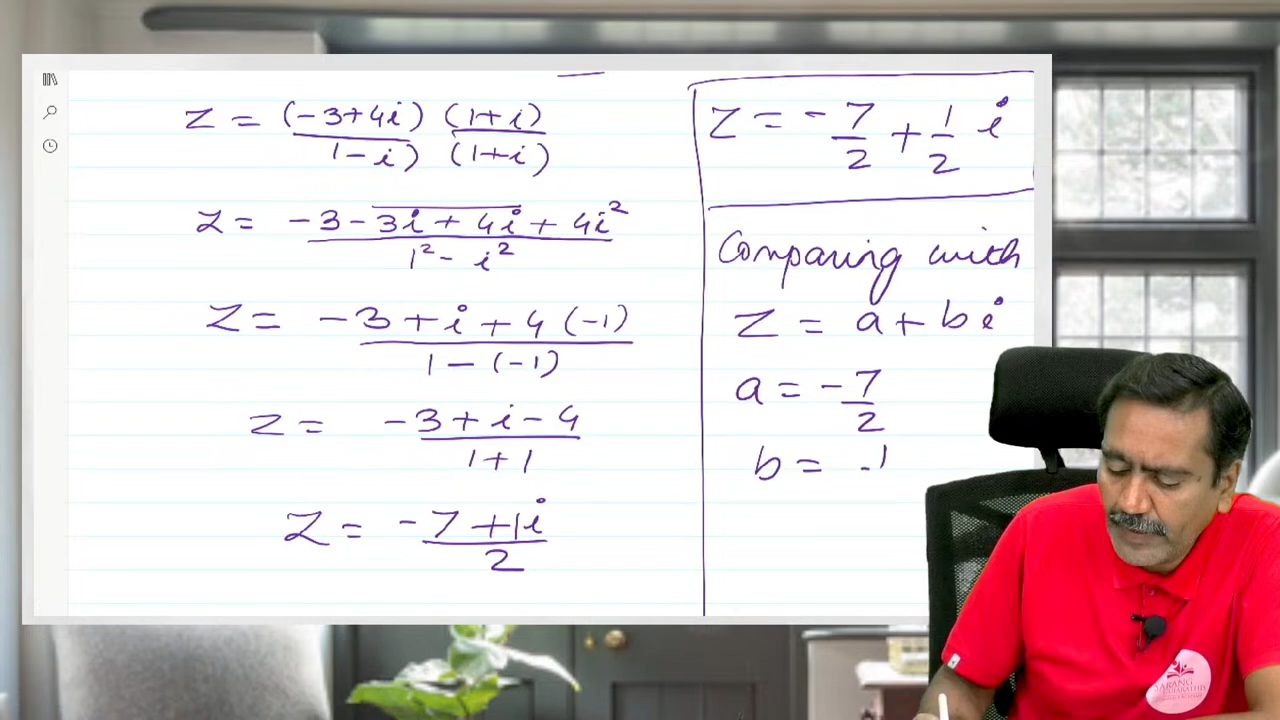 z = (-3+4i) (1+i)
1-i) (1+i)
z = -3-3i+4i+4i²
1²-i²
z = -3+i+4(-1)
1-(-1)
z = -3+i-4
1+1
z = -7+1i
2
z = -7/2 + 1/2 i
Comparing with
z = a+bi
a = -7/2
b = 1
SARANG